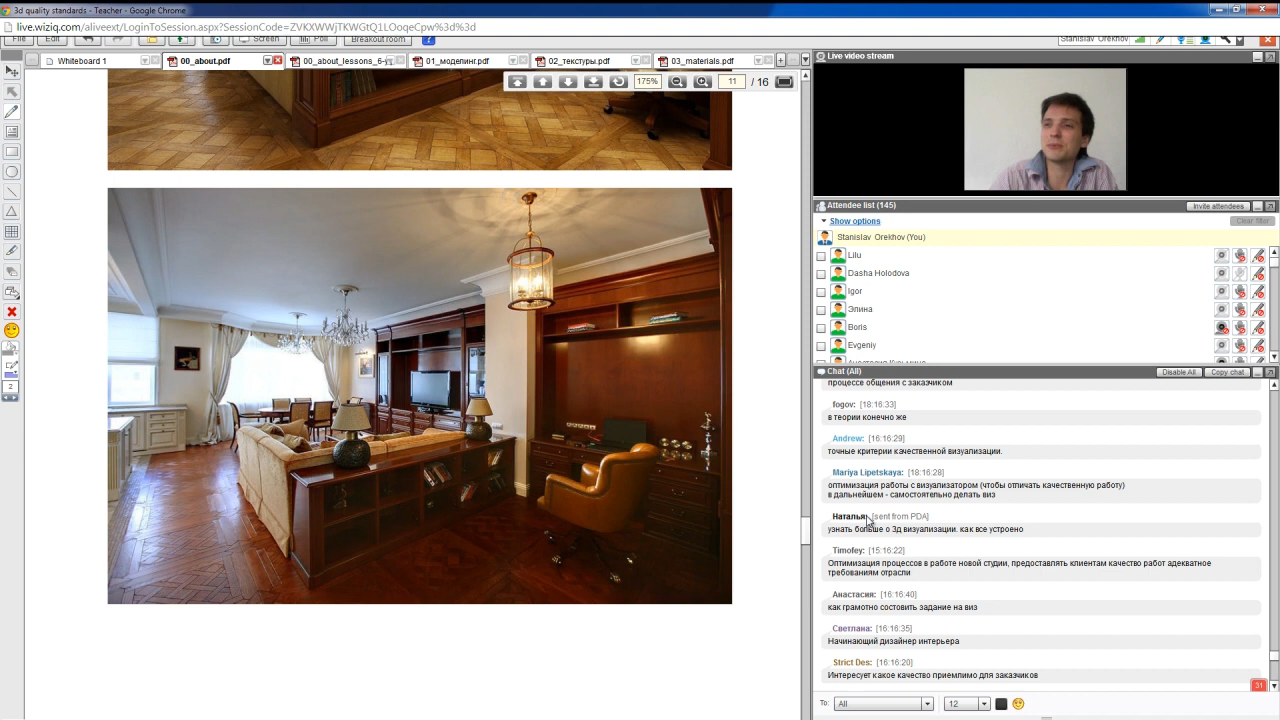 3d quality standards - Teacher - Google Chrome
live.wiziq.com/aliveext/LoginToSession.aspx?SessionCode=ZVKXWWjTKWGtQ1LOoqeCpw%3d%3d
File Edit Screen Poll Breakout room Stanislav Orekhov
Whiteboard 1 00_about.pdf 00_about_lessons_6-η 01_моделинг.pdf 02_текстуры.pdf 03_materials.pdf
175% 11 / 16
Live video stream
Attendee list (145) Invite attendees
Show options Clear filter
Stanislav Orekhov (You)
Lilu
Dasha Holodova
Igor
Элина
Boris
Evgeniy
Chat (All) Disable All Copy chat
процессе общения с заказчиком
fogov: [18:16:33]
в теории конечно же
Andrew: [16:16:29]
точные критерии качественной визуализации.
Mariya Lipetskaya: [18:16:28]
оптимизация работы с визуализатором (чтобы отличать качественную работу)
в дальнейшем - самостоятельно делать виз
Наталья: [sent from PDA]
узнать больше о 3д визуализации. как все устроено
Timofey: [15:16:22]
Оптимизация процессов в работе новой студии, предоставлять клиентам качество работ адекватное
требованиям отрасли
Анастасия: [16:16:40]
как грамотно состовить задание на виз
Светлана: [16:16:35]
Начинающий дизайнер интерьера
Strict Des: [16:16:20]
Интересует какое качество приемлимо для заказчиков
31
To: All 12
2